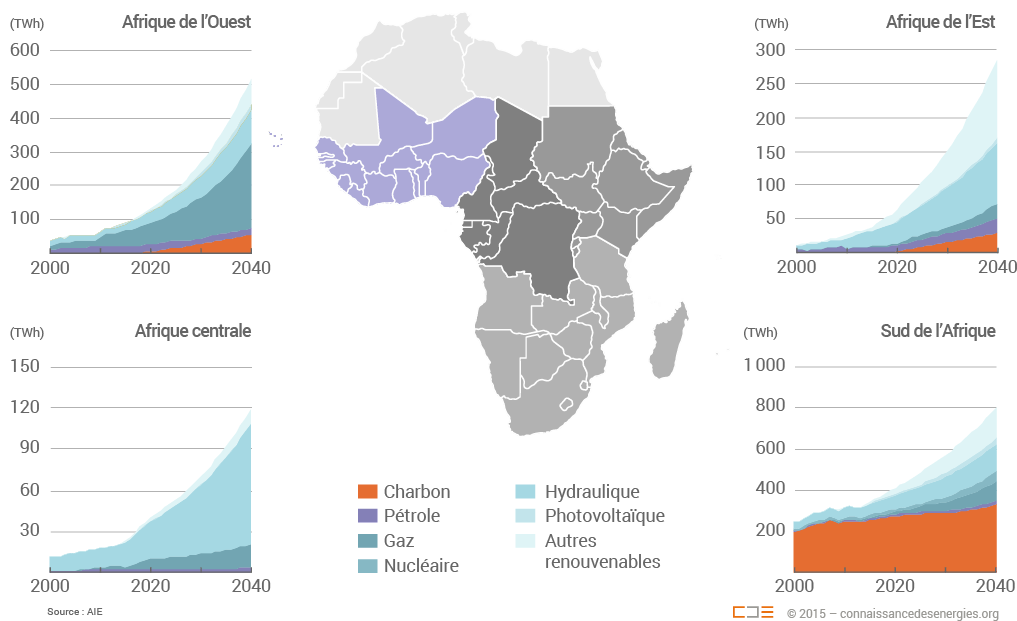 (TWh)
Afrique de l’Ouest
600
500
400
300
200
100
2000
2020
2040
(TWh)
Afrique de l’Est
300
250
200
150
100
50
2000
2020
2040
(TWh)
Afrique centrale
150
120
90
60
30
2000
2020
2040
(TWh)
Sud de l’Afrique
1 000
800
600
400
200
2000
2020
2040
Charbon
Pétrole
Gaz
Nucléaire
Hydraulique
Photovoltaïque
Autres
renouvenables
Source : AIE
© 2015 – connaissancedesenergies.org